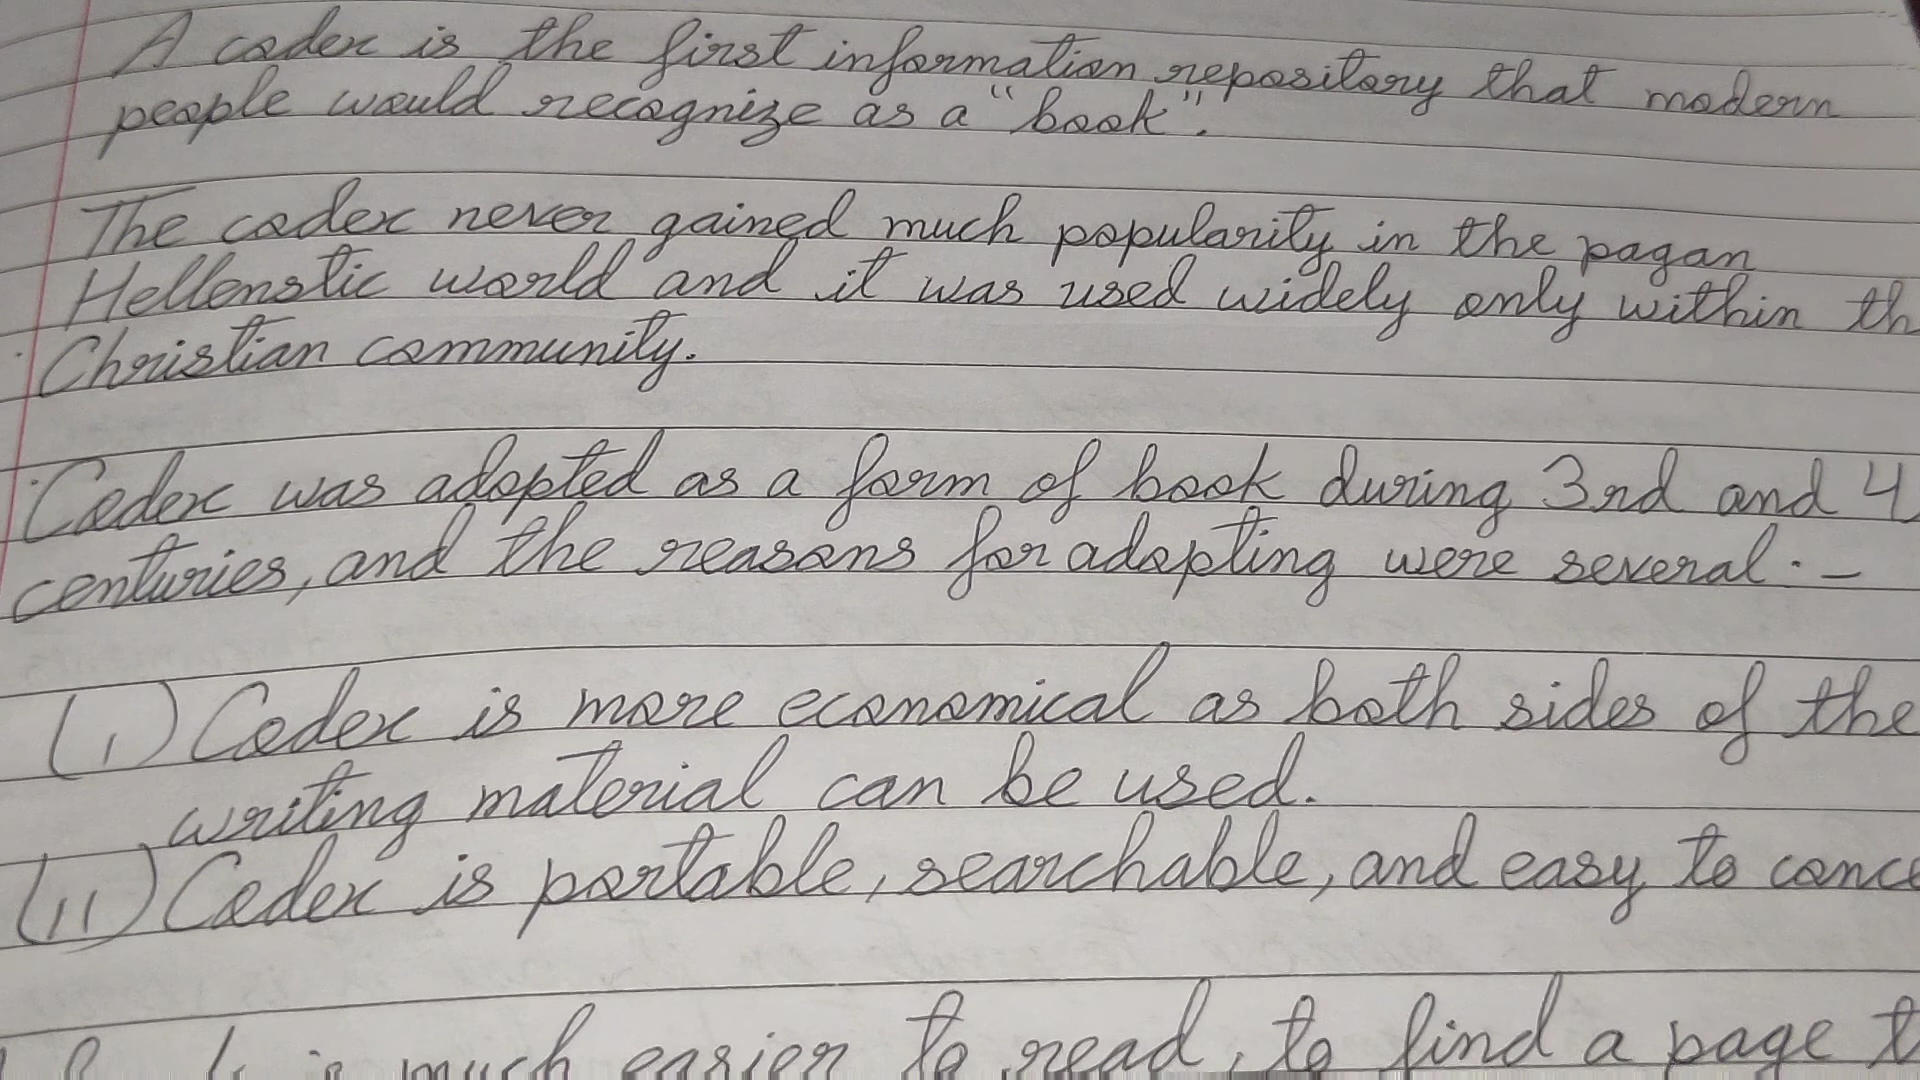 A codex is the first information repository that modern
people would recognize as a "book".
The codex never gained much popularity in the pagan
Hellenstic world and it was used widely only within th
Christian community.
Codex was adopted as a form of book during 3rd and 4
centuries, and the reasons for adopting were several. -
(i) Codex is more economical as both sides of the
writing material can be used.
(ii) Codex is portable, searchable, and easy to conce
is much easier to read, to find a page t